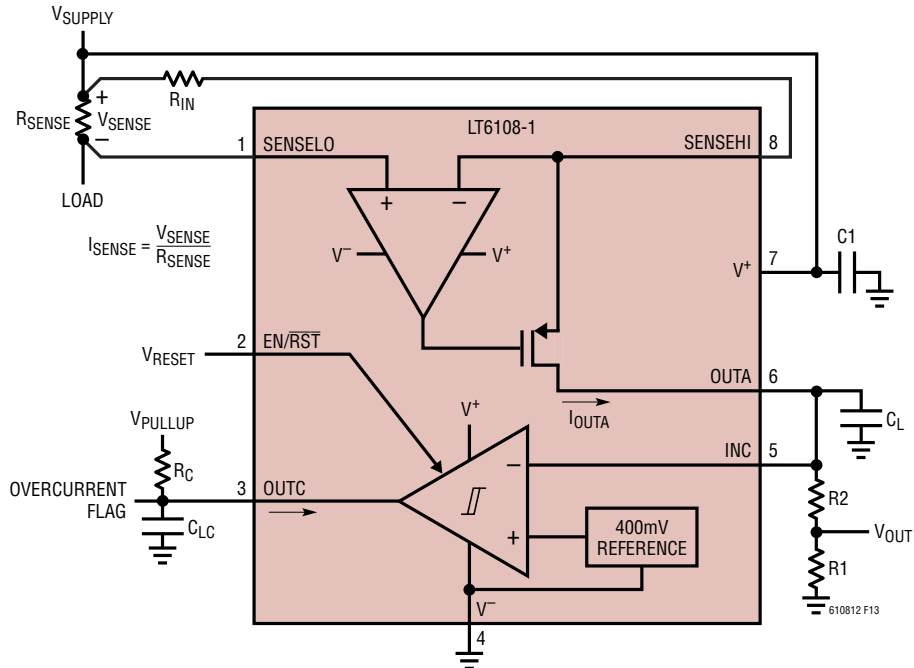 VSUPPLY
RIN
+
RSENSE
VSENSE
−
LOAD
LT6108-1
1
SENSELO
SENSEHI
8
+
−
ISENSE = VSENSE
RSENSE
V−
V+
C1
V+
7
2
EN/RST
VRESET
OUTA
6
IOUTA
CL
VPULLUP
V+
INC
5
RC
−
R2
OVERCURRENT
FLAG
3
OUTC
CLC
+
400mV
REFERENCE
VOUT
R1
V−
4
610812 F13